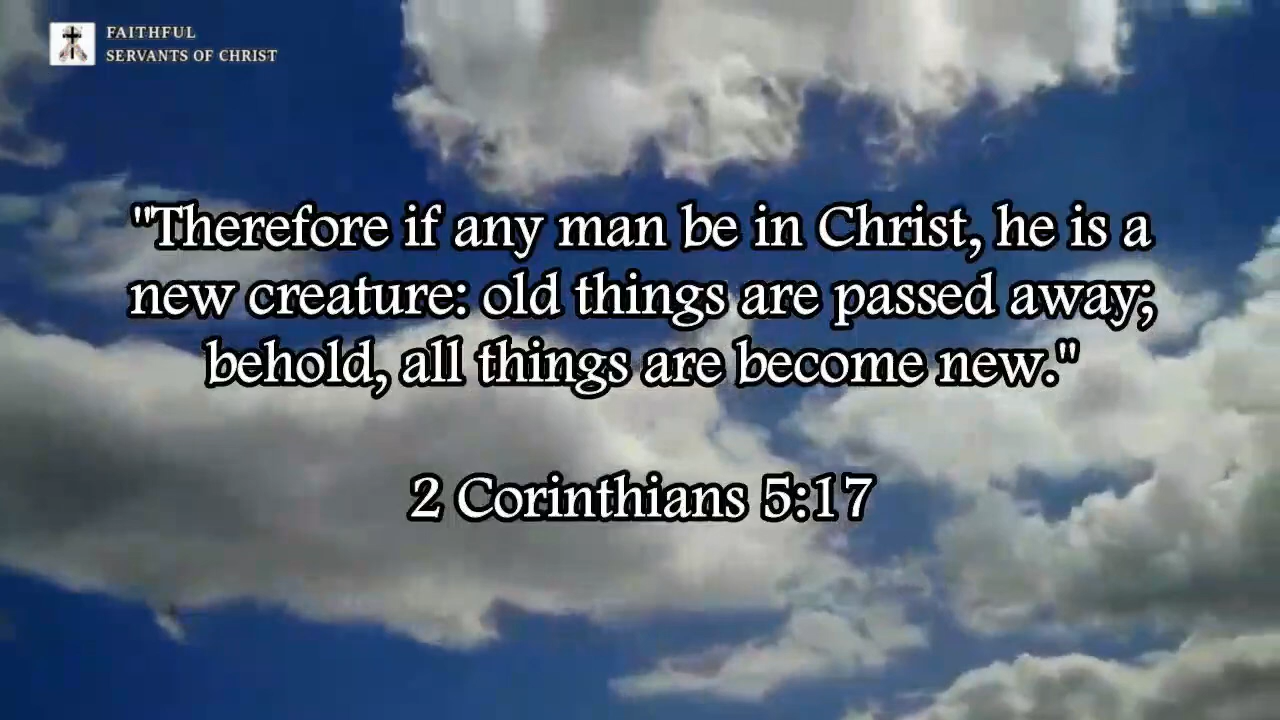 FAITHFUL
SERVANTS OF CHRIST
"Therefore if any man be in Christ, he is a
new creature: old things are passed away;
behold, all things are become new."
2 Corinthians 5:17